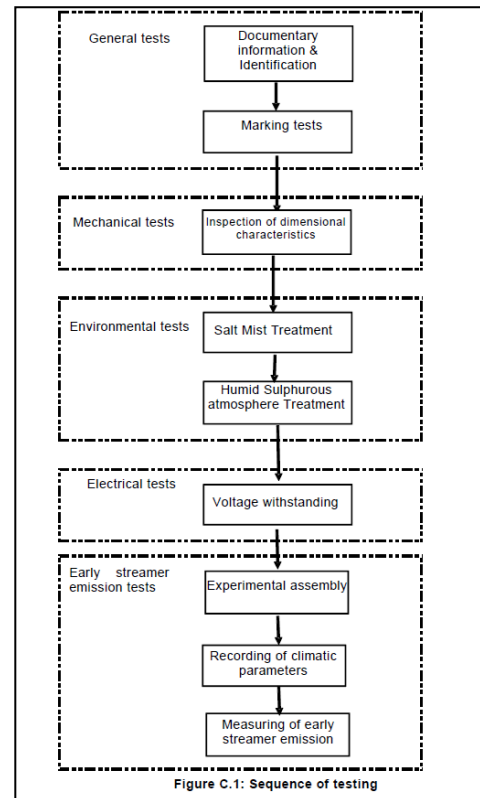 General tests
Documentary
information &
Identification
Marking tests
Mechanical tests
Inspection of dimensional
characteristics
Environmental tests
Salt Mist Treatment
Humid Sulphurous
atmosphere Treatment
Electrical tests
Voltage withstanding
Early streamer
emission tests
Experimental assembly
Recording of climatic
parameters
Measuring of early
streamer emission
Figure C.1: Sequence of testing